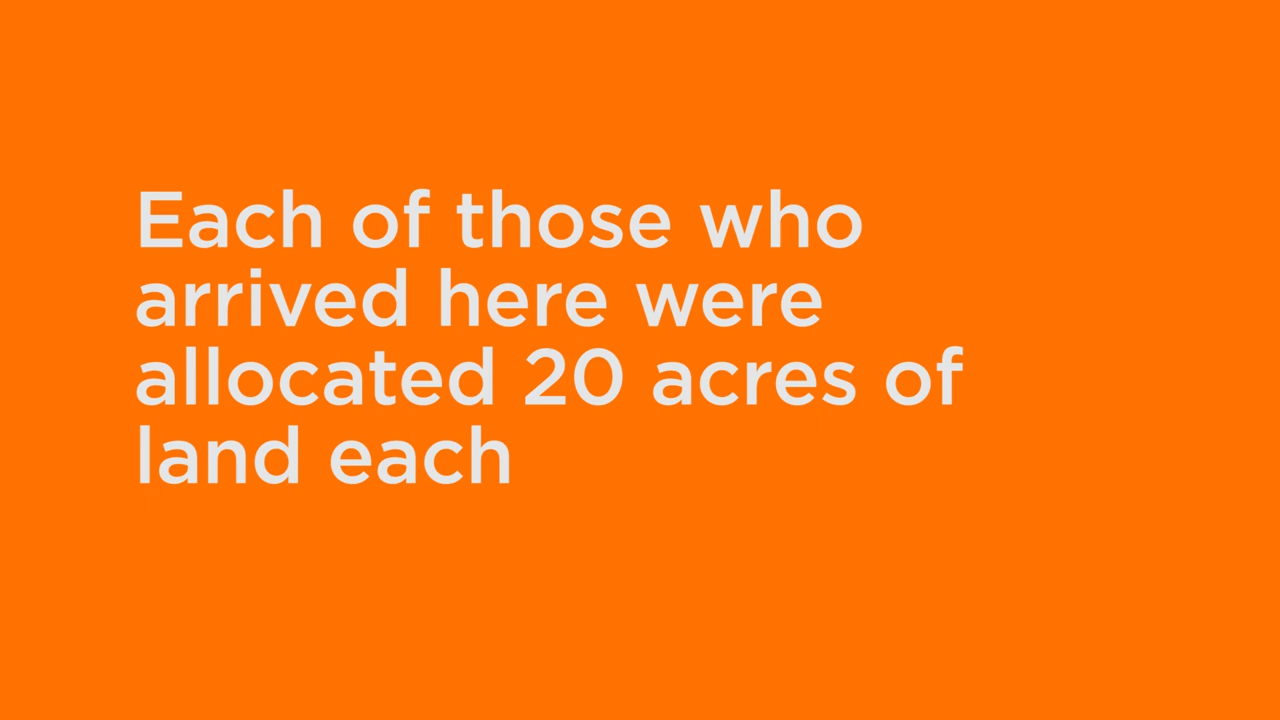 Each of those who
arrived here were
allocated 20 acres of
land each